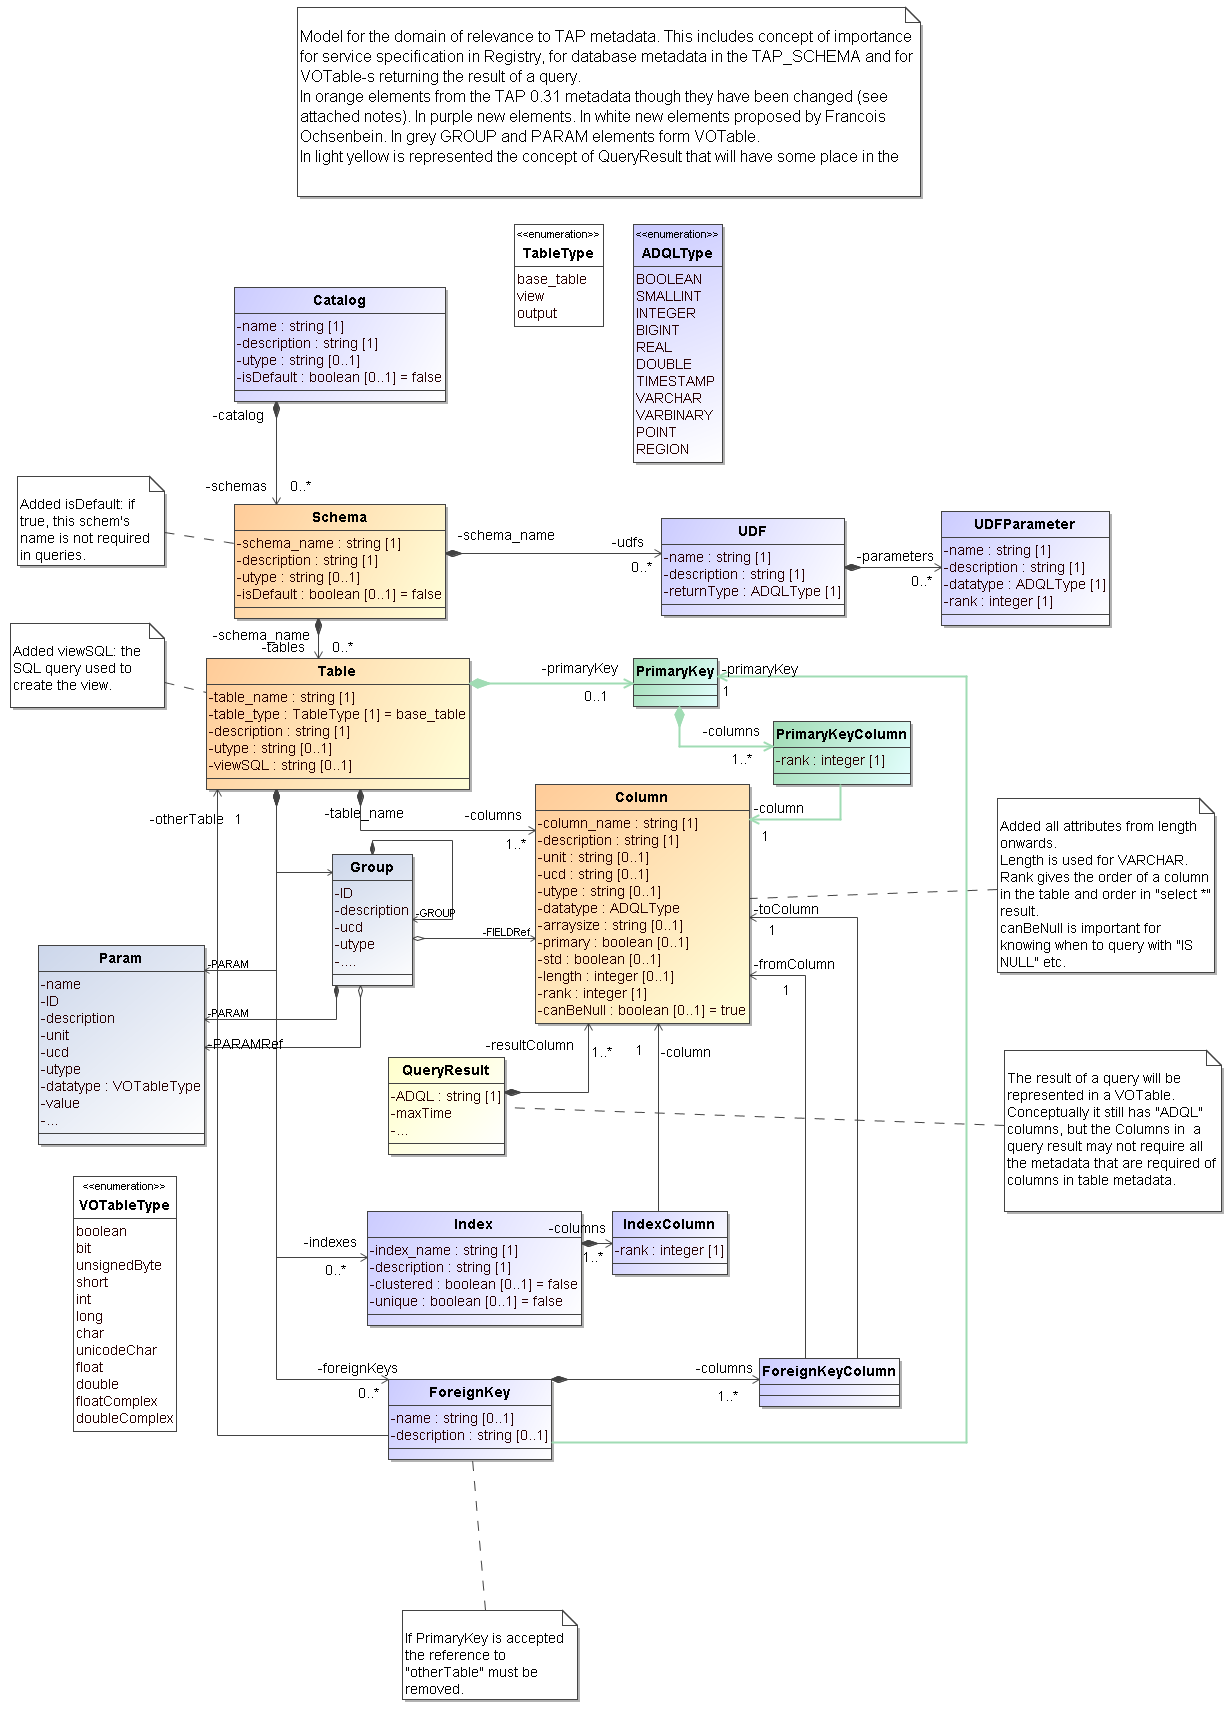 Model for the domain of relevance to TAP metadata. This includes concept of importance
for service specification in Registry, for database metadata in the TAP_SCHEMA and for
VOTable-s returning the result of a query.
In orange elements from the TAP 0.31 metadata though they have been changed (see
attached notes). In purple new elements. In white new elements proposed by Francois
Ochsenbein. In grey GROUP and PARAM elements form VOTable.
In light yellow is represented the concept of QueryResult that will have some place in the
<<enumeration>>
TableType
base_table
view
output
<<enumeration>>
ADQLType
BOOLEAN
SMALLINT
INTEGER
BIGINT
REAL
DOUBLE
TIMESTAMP
VARCHAR
VARBINARY
POINT
REGION
Catalog
-name : string [1]
-description : string [1]
-utype : string [0..1]
-isDefault : boolean [0..1] = false
-catalog
-schemas 0..*
Added isDefault: if
true, this schem's
name is not required
in queries.
Schema
-schema_name : string [1]
-description : string [1]
-utype : string [0..1]
-isDefault : boolean [0..1] = false
-schema_name
-udfs
0..*
UDF
-name : string [1]
-description : string [1]
-returnType : ADQLType [1]
-parameters
0..*
UDFParameter
-name : string [1]
-description : string [1]
-datatype : ADQLType [1]
-rank : integer [1]
-schema_name
-tables 0..*
Added viewSQL: the
SQL query used to
create the view.
Table
-table_name : string [1]
-table_type : TableType [1] = base_table
-description : string [1]
-utype : string [0..1]
-viewSQL : string [0..1]
-primaryKey
0..1
PrimaryKey
-primaryKey
1
-columns
1..*
PrimaryKeyColumn
-rank : integer [1]
-column
1
-otherTable 1
-table_name
-columns
1..*
Column
-column_name : string [1]
-description : string [1]
-unit : string [0..1]
-ucd : string [0..1]
-utype : string [0..1]
-datatype : ADQLType
-arraysize : string [0..1]
-primary : boolean [0..1]
-std : boolean [0..1]
-length : integer [0..1]
-rank : integer [1]
-canBeNull : boolean [0..1] = true
Added all attributes from length
onwards.
Length is used for VARCHAR.
Rank gives the order of a column
in the table and order in "select *"
result.
canBeNull is important for
knowing when to query with "IS
NULL" etc.
Group
-ID
-description
-ucd
-utype
-....
-GROUP
-FIELDRef
-toColumn
1
-fromColumn
1
Param
-name
-ID
-description
-unit
-ucd
-utype
-datatype : VOTableType
-value
-...
-PARAM
-PARAM
-PARAMRef
-resultColumn
1..*
1 -column
QueryResult
-ADQL : string [1]
-maxTime
-...
The result of a query will be
represented in a VOTable.
Conceptually it still has "ADQL"
columns, but the Columns in a
query result may not require all
the metadata that are required of
columns in table metadata.
<<enumeration>>
VOTableType
boolean
bit
unsignedByte
short
int
long
char
unicodeChar
float
double
floatComplex
doubleComplex
-indexes
0..*
Index
-index_name : string [1]
-description : string [1]
-clustered : boolean [0..1] = false
-unique : boolean [0..1] = false
-columns
1..*
IndexColumn
-rank : integer [1]
-foreignKeys
0..*
ForeignKey
-name : string [0..1]
-description : string [0..1]
-columns
1..*
ForeignKeyColumn
If PrimaryKey is accepted
the reference to
"otherTable" must be
removed.